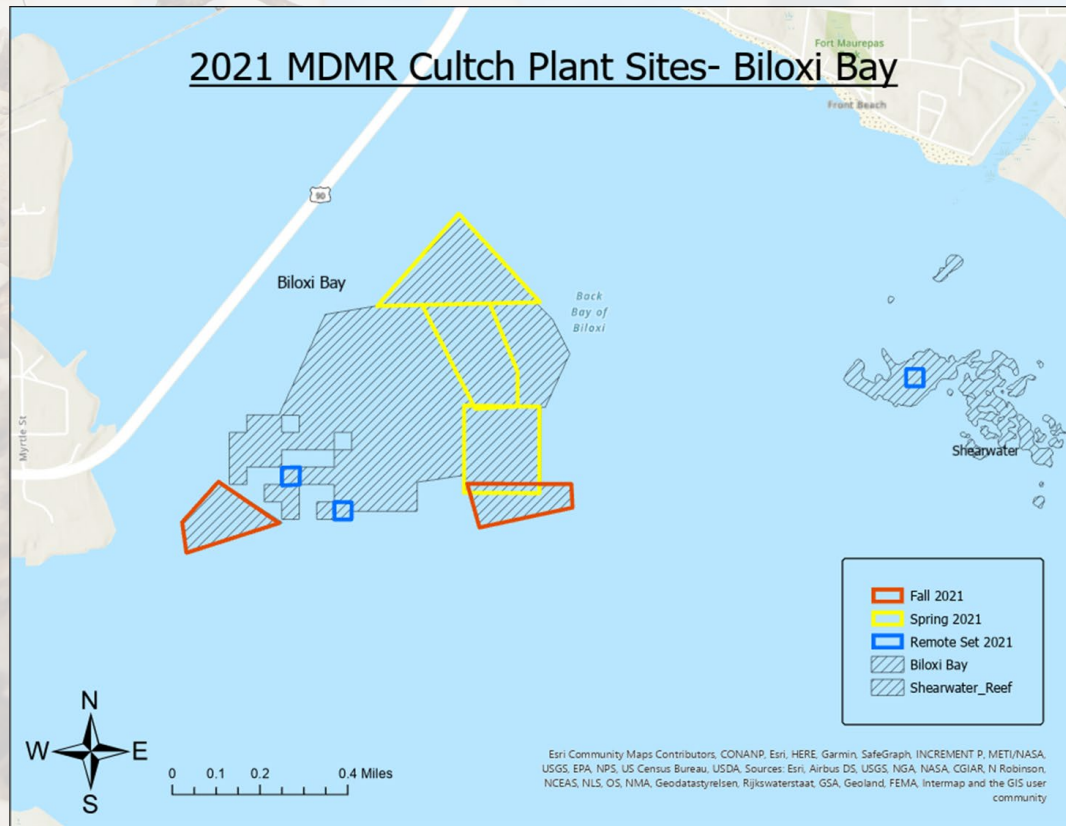 2021 MDMR Cultch Plant Sites- Biloxi Bay
Fort Maurepas
Front Beach
90
Biloxi Bay
Back
Bay of
Biloxi
Myrtle St
Shearwater
Fall 2021
Spring 2021
Remote Set 2021
Biloxi Bay
Shearwater_Reef
N
W
E
S
0 0.1 0.2 0.4 Miles
Esri Community Maps Contributors, CONANP, Esri, HERE, Garmin, SafeGraph, INCREMENT P, METI/NASA,
USGS, EPA, NPS, US Census Bureau, USDA, Sources: Esri, Airbus DS, USGS, NGA, NASA, CGIAR, N Robinson,
NCEAS, NLS, OS, NMA, Geodatastyrelsen, Rijkswaterstaat, GSA, Geoland, FEMA, Intermap and the GIS user
community